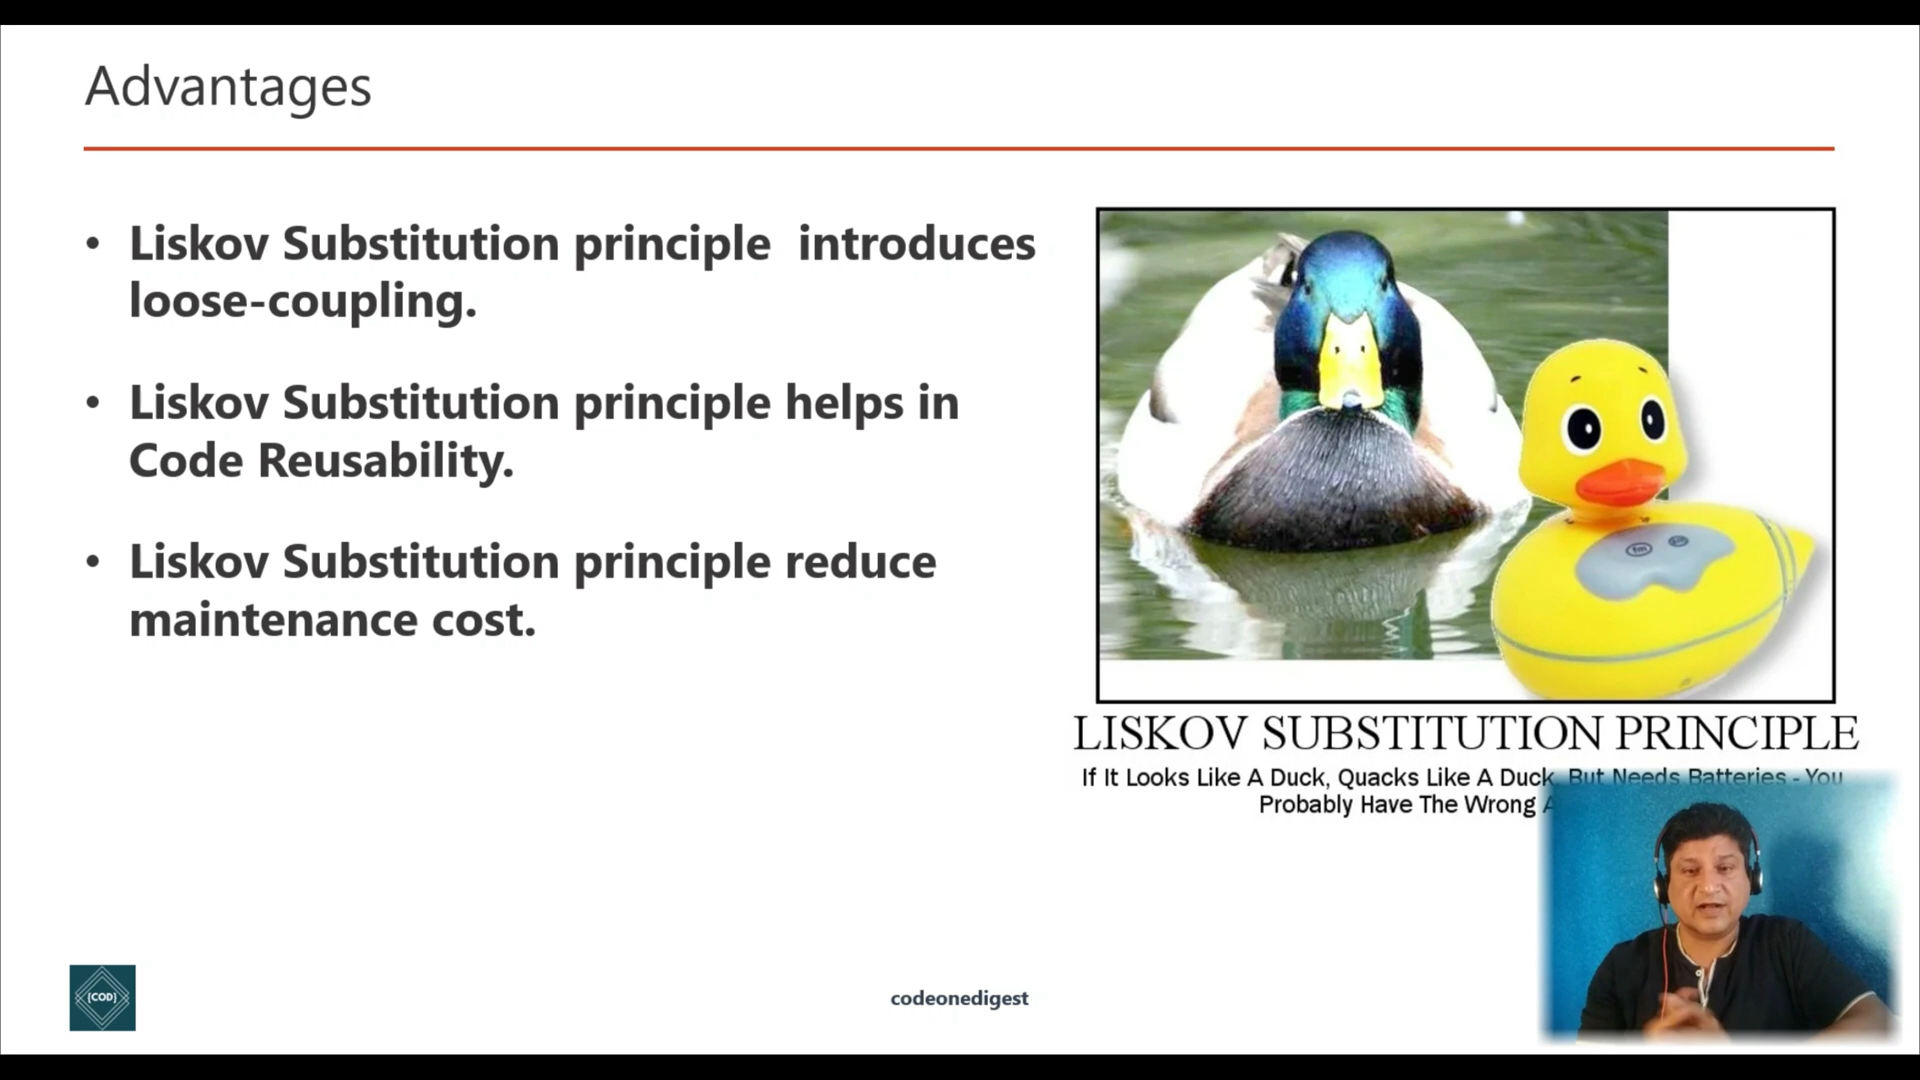 Advantages
• Liskov Substitution principle  introduces
loose-coupling.
• Liskov Substitution principle helps in
Code Reusability.
• Liskov Substitution principle reduce
maintenance cost.
fm
LISKOV SUBSTITUTION PRINCIPLE
If It Looks Like A Duck, Quacks Like A Duck, But Needs Batteries - You
Probably Have The Wrong
{COD}
codeonedigest